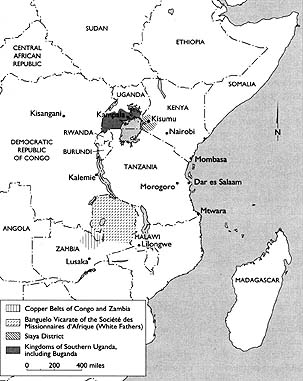 SUDAN
ETHIOPIA
CENTRAL
AFRICAN
REPUBLIC
SOMALIA
UGANDA
KENYA
Kisangani
Kampala
Kisumu
Nairobi
RWANDA
DEMOCRATIC
REPUBLIC
OF CONGO
BURUNDI
Mombasa
TANZANIA
Kalemie
Morogoro
Dar es Salaam
Mtwara
ANGOLA
MALAWI
Lilongwe
ZAMBIA
Lusaka
MADAGASCAR
N
Copper Belts of Congo and Zambia
Banguelo Vicarate of the Société des
Missionnaires d'Afrique (White Fathers)
Siaya District
Kingdoms of Southern Uganda,
including Buganda
0 200 400 miles